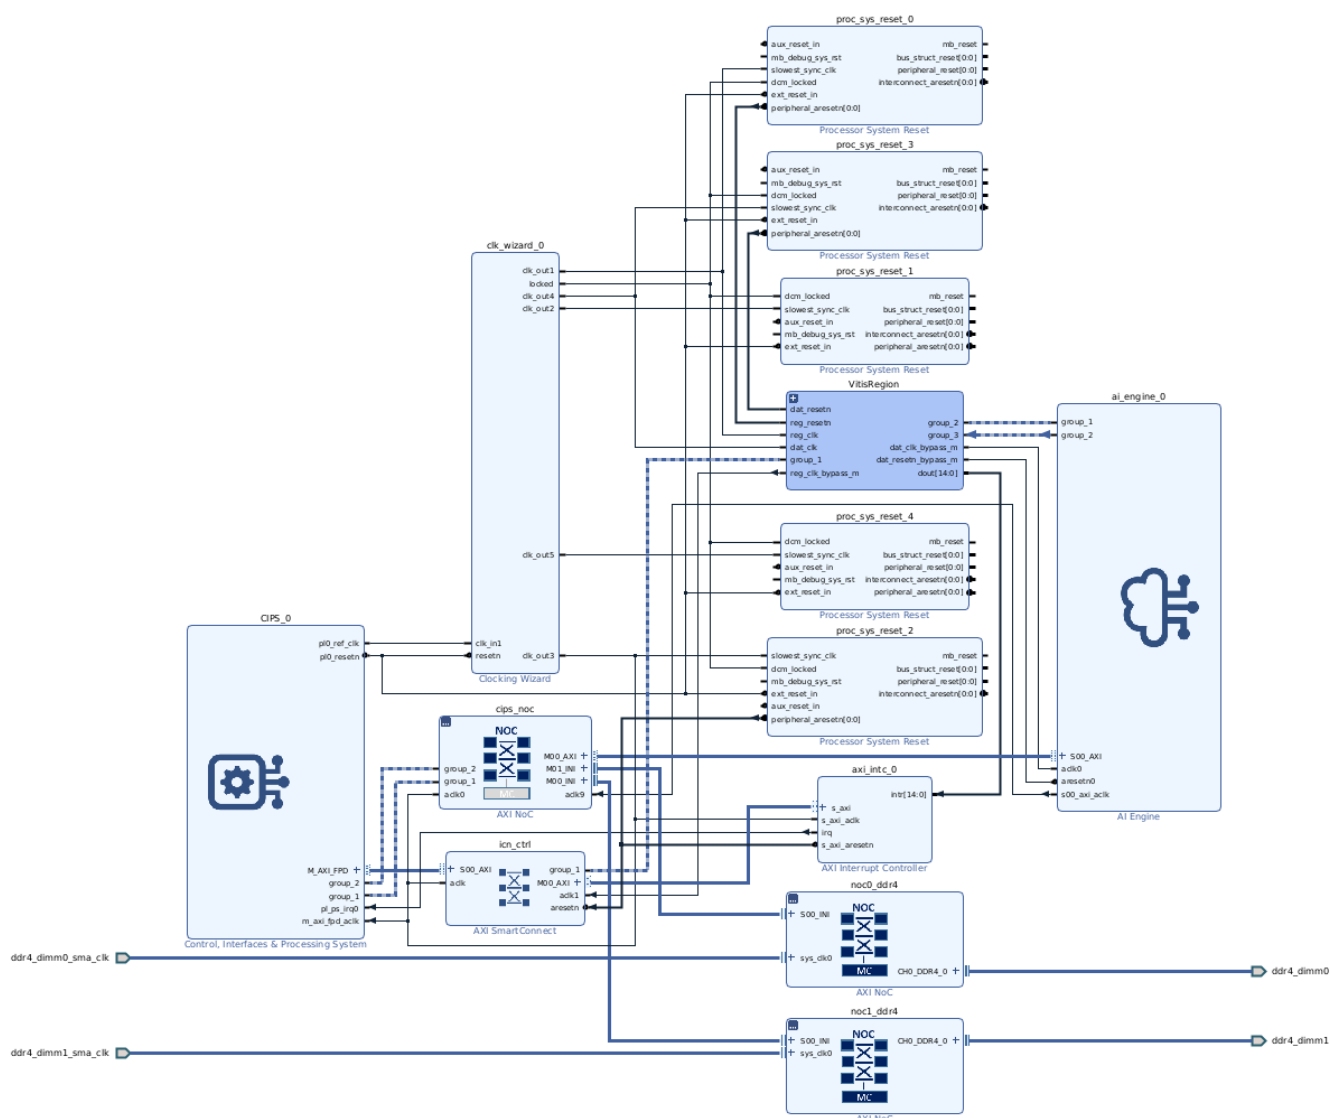 proc_sys_reset_0
aux_reset_in mb_reset
mb_debug_sys_rst bus_struct_reset[0:0]
slowest_sync_clk peripheral_reset[0:0]
dcm_locked interconnect_aresetn[0:0]
ext_reset_in
peripheral_aresetn[0:0]
Processor System Reset
proc_sys_reset_3
aux_reset_in mb_reset
mb_debug_sys_rst bus_struct_reset[0:0]
dcm_locked peripheral_reset[0:0]
slowest_sync_clk interconnect_aresetn[0:0]
ext_reset_in
peripheral_aresetn[0:0]
Processor System Reset
clk_wizard_0
clk_out1
locked
clk_out4
clk_out2
clk_out5
clk_in1
resetn clk_out3
Clocking Wizard
proc_sys_reset_1
dcm_locked mb_reset
slowest_sync_clk bus_struct_reset[0:0]
aux_reset_in peripheral_reset[0:0]
mb_debug_sys_rst interconnect_aresetn[0:0]
ext_reset_in peripheral_aresetn[0:0]
Processor System Reset
VitisRegion
dat_resetn
reg_resetn group_2
reg_clk group_3
dat_clk dat_clk_bypass_m
group_1 dat_resetn_bypass_m
reg_clk_bypass_m dout[14:0]
ai_engine_0
group_1
group_2
S00_AXI
aclk0
aresetn0
s00_axi_aclk
AI Engine
proc_sys_reset_4
dcm_locked mb_reset
slowest_sync_clk bus_struct_reset[0:0]
aux_reset_in peripheral_reset[0:0]
mb_debug_sys_rst interconnect_aresetn[0:0]
ext_reset_in peripheral_aresetn[0:0]
Processor System Reset
CIPS_0
pl0_ref_clk
pl0_resetn
M_AXI_FPD
group_2
group_1
pl_ps_irq0
m_axi_fpd_aclk
Control, Interfaces & Processing System
proc_sys_reset_2
slowest_sync_clk mb_reset
dcm_locked bus_struct_reset[0:0]
mb_debug_sys_rst peripheral_reset[0:0]
ext_reset_in interconnect_aresetn[0:0]
aux_reset_in
peripheral_aresetn[0:0]
Processor System Reset
cips_noc
NOC
M00_AXI
group_2 M01_INI
group_1 M00_INI
aclk0 MC aclk9
AXI NoC
axi_intc_0
intr[14:0]
s_axi
s_axi_aclk
irq
s_axi_aresetn
AXI Interrupt Controller
icn_ctrl
S00_AXI group_1
aclk M00_AXI
aclk1
aresetn
AXI SmartConnect
noc0_ddr4
NOC
S00_INI
sys_clk0
CH0_DDR4_0
MC
AXI NoC
ddr4_dimm0_sma_clk
ddr4_dimm0
noc1_ddr4
NOC
S00_INI CH0_DDR4_0
sys_clk0
MC
AXI NoC
ddr4_dimm1_sma_clk
ddr4_dimm1